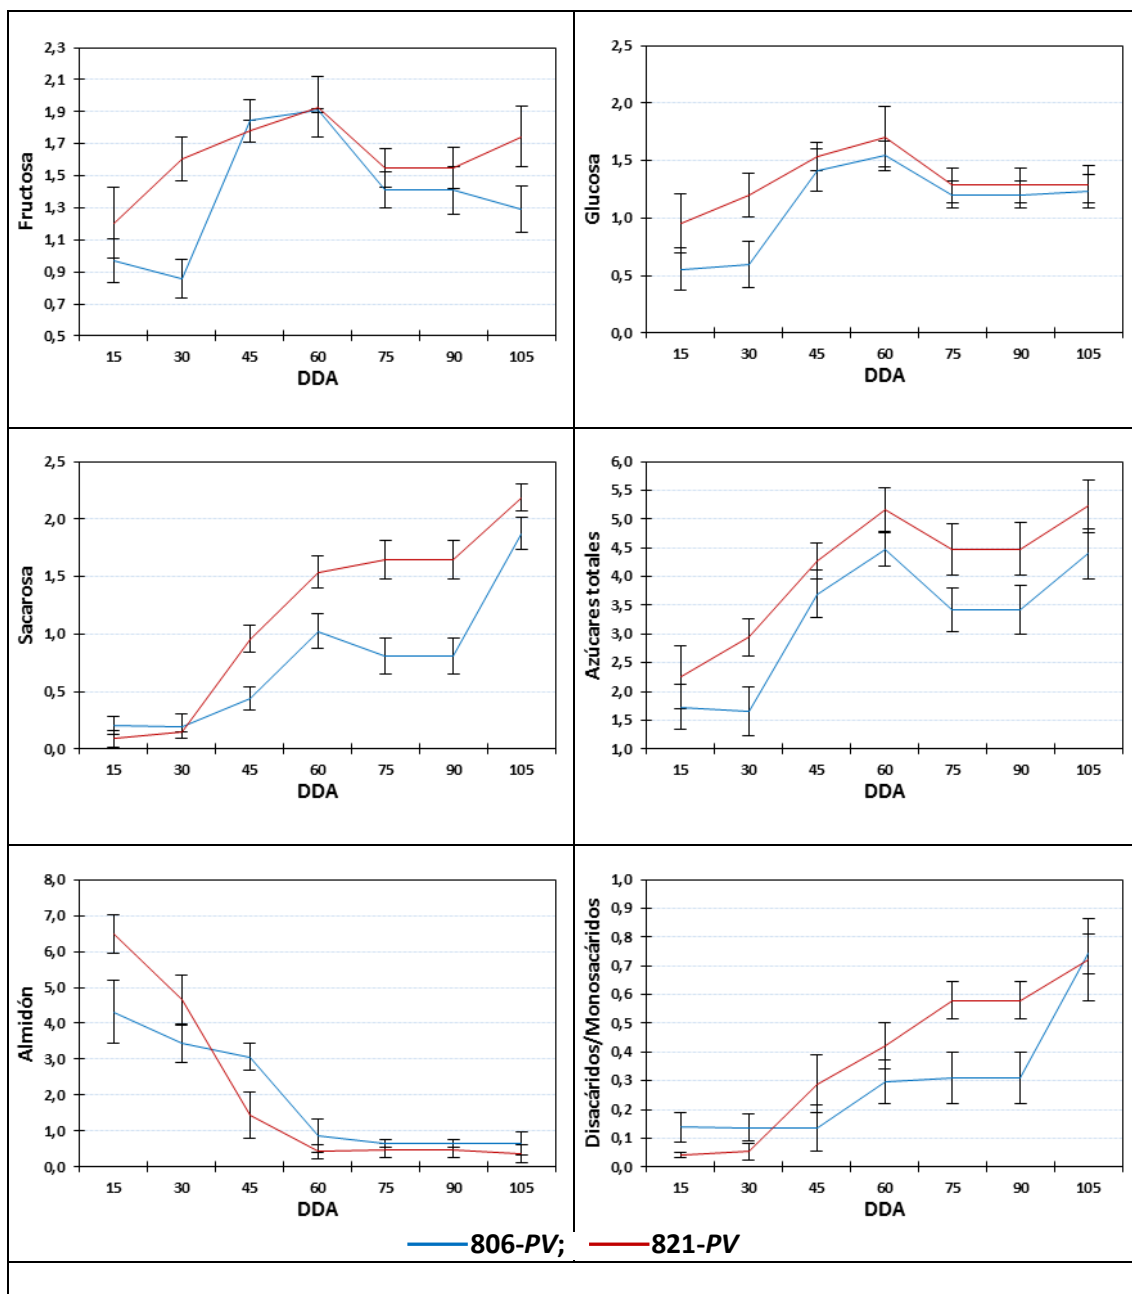 Fructosa
2,3
2,1
1,9
1,7
1,5
1,3
1,1
0,9
0,7
0,5
15 30 45 60 75 90 105
DDA
Glucosa
2,5
2,0
1,5
1,0
0,5
0,0
15 30 45 60 75 90 105
DDA
Sacarosa
2,5
2,0
1,5
1,0
0,5
0,0
15 30 45 60 75 90 105
DDA
Azúcares totales
6,0
5,5
5,0
4,5
4,0
3,5
3,0
2,5
2,0
1,5
1,0
15 30 45 60 75 90 105
DDA
Almidón
8,0
7,0
6,0
5,0
4,0
3,0
2,0
1,0
0,0
15 30 45 60 75 90 105
DDA
Disacáridos/Monosacáridos
1,0
0,9
0,8
0,7
0,6
0,5
0,4
0,3
0,2
0,1
0,0
15 30 45 60 75 90 105
DDA
806-PV; 821-PV